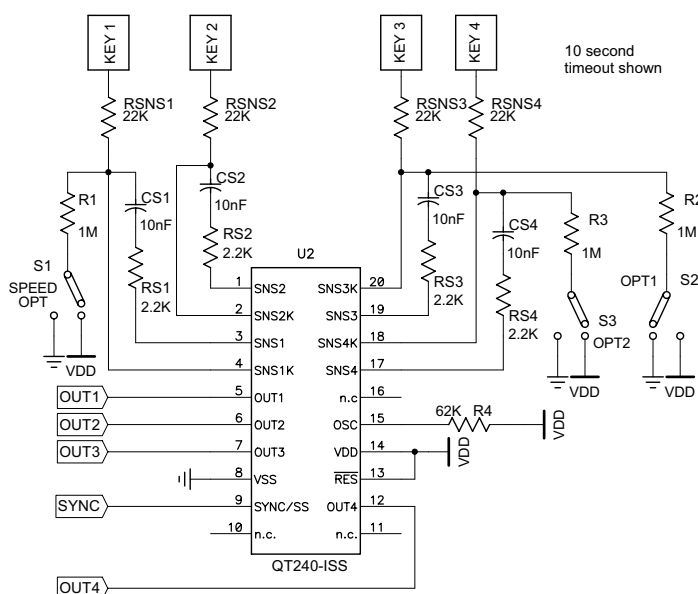 KEY 1
KEY 2
KEY 3
KEY 4
10 second
timeout shown
RSNS1
22K
RSNS2
22K
RSNS3
22K
RSNS4
22K
R1
1M
CS1
10nF
CS2
10nF
CS3
10nF
CS4
10nF
R3
1M
R2
1M
RS1
2.2K
RS2
2.2K
RS3
2.2K
RS4
2.2K
S1
SPEED
OPT
VDD
S3
OPT2
VDD
OPT1
S2
VDD
U2
1 SNS2
2 SNS2K
3 SNS1
4 SNS1K
5 OUT1
6 OUT2
7 OUT3
8 VSS
9 SYNC/SS
10 n.c.
SNS3K 20
SNS3 19
SNS4K 18
SNS4 17
n.c 16
OSC 15
VDD 14
RES 13
OUT4 12
n.c. 11
QT240-ISS
OUT1
OUT2
OUT3
SYNC
OUT4
62K R4
VDD
VDD